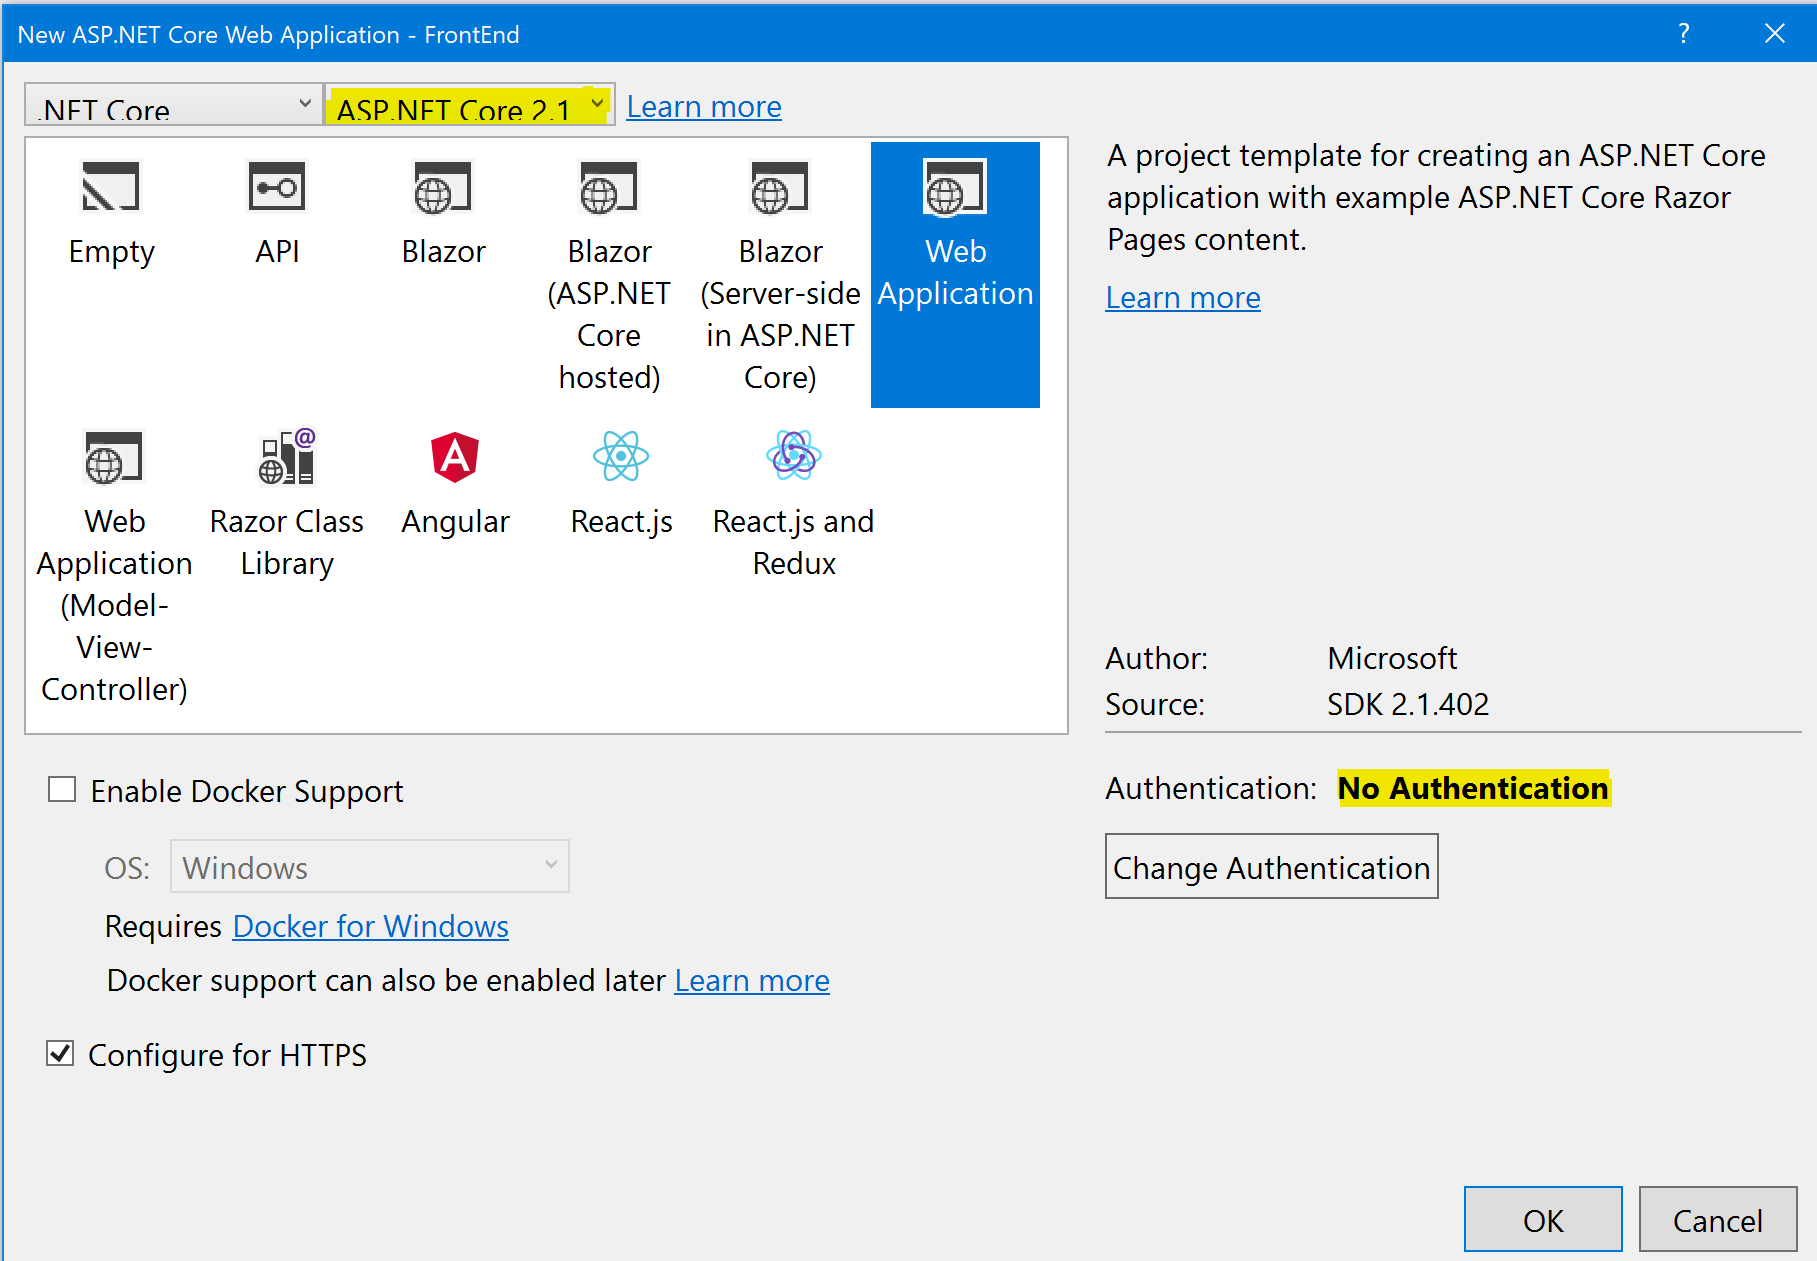 New ASP.NET Core Web Application - FrontEnd
?
.NET Core
ASP.NET Core 2.1
Learn more
Empty
API
Blazor
Blazor
(ASP.NET
Core
hosted)
Blazor
(Server-side
in ASP.NET
Core)
Web
Application
Web
Application
(Model-
View-
Controller)
@
Razor Class
Library
A
Angular
React.js
React.js and
Redux
A project template for creating an ASP.NET Core
application with example ASP.NET Core Razor
Pages content.
Learn more
Author: Microsoft
Source: SDK 2.1.402
Enable Docker Support
OS: Windows
Requires Docker for Windows
Docker support can also be enabled later Learn more
Configure for HTTPS
Authentication: No Authentication
Change Authentication
OK
Cancel